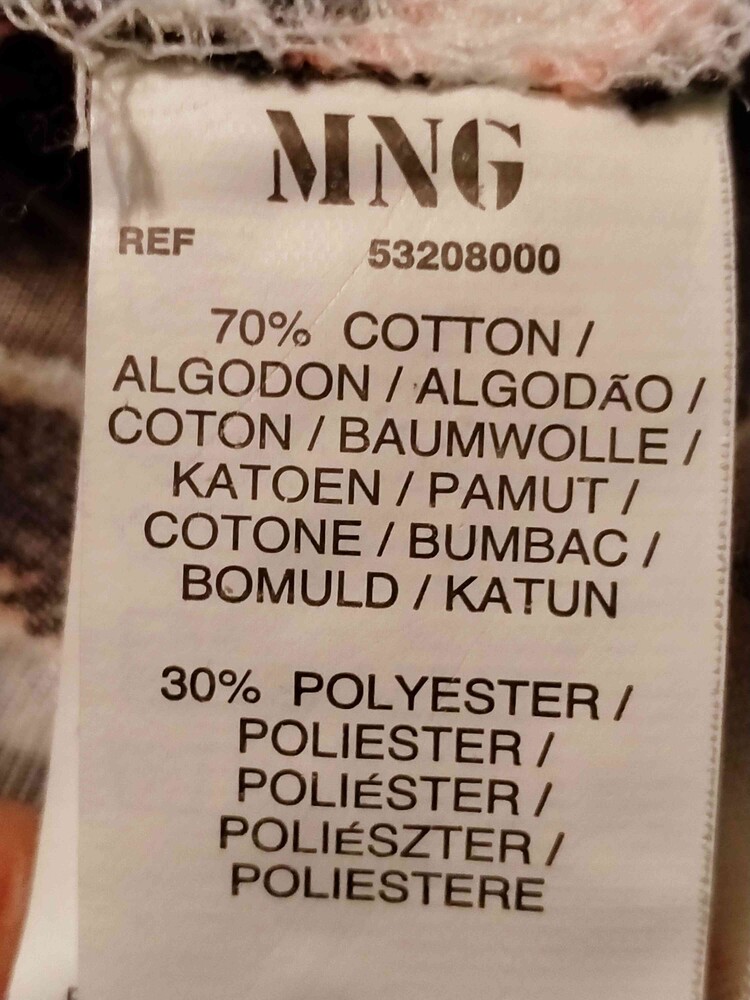 MNG
REF 53208000
70% COTTON /
ALGODON / ALGODÃO /
COTON / BAUMWOLLE /
KATOEN / PAMUT /
COTONE / BUMBAC /
BOMULD / KATUN
30% POLYESTER /
POLIESTER /
POLIÉSTER /
POLIÉSZTER /
POLIESTERE